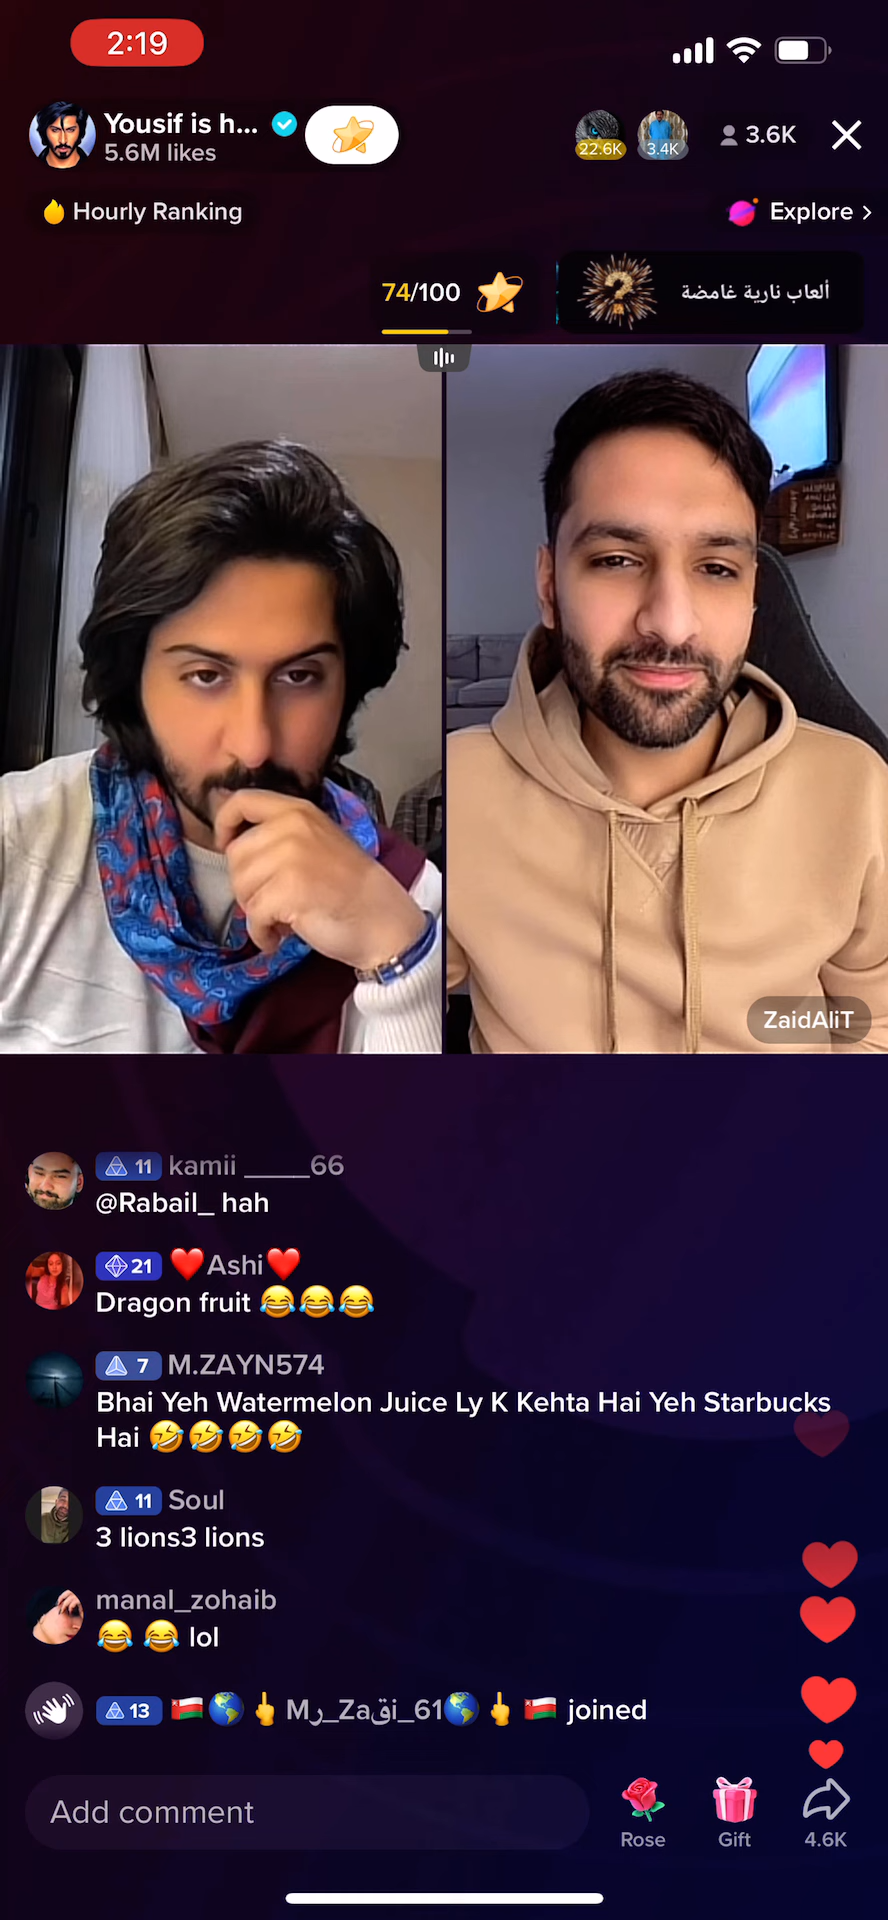 2:19
Yousif is h...
5.6M likes
22.6K
3.4K
3.6K
Hourly Ranking
Explore >
74/100
ألعاب نارية غامضة
ZaidAliT
11 kamii ____66
@Rabail_ hah
21 ❤️Ashi❤️
Dragon fruit 😂😂😂
7 M.ZAYN574
Bhai Yeh Watermelon Juice Ly K Kehta Hai Yeh Starbucks
Hai 🤣🤣🤣🤣
11 Soul
3 lions3 lions
manal_zohaib
😂 😂 lol
13 🇴🇲🌎🖕Mر_Zaقi_61🌎🖕🇴🇲 joined
Add comment
Rose
Gift
4.6K